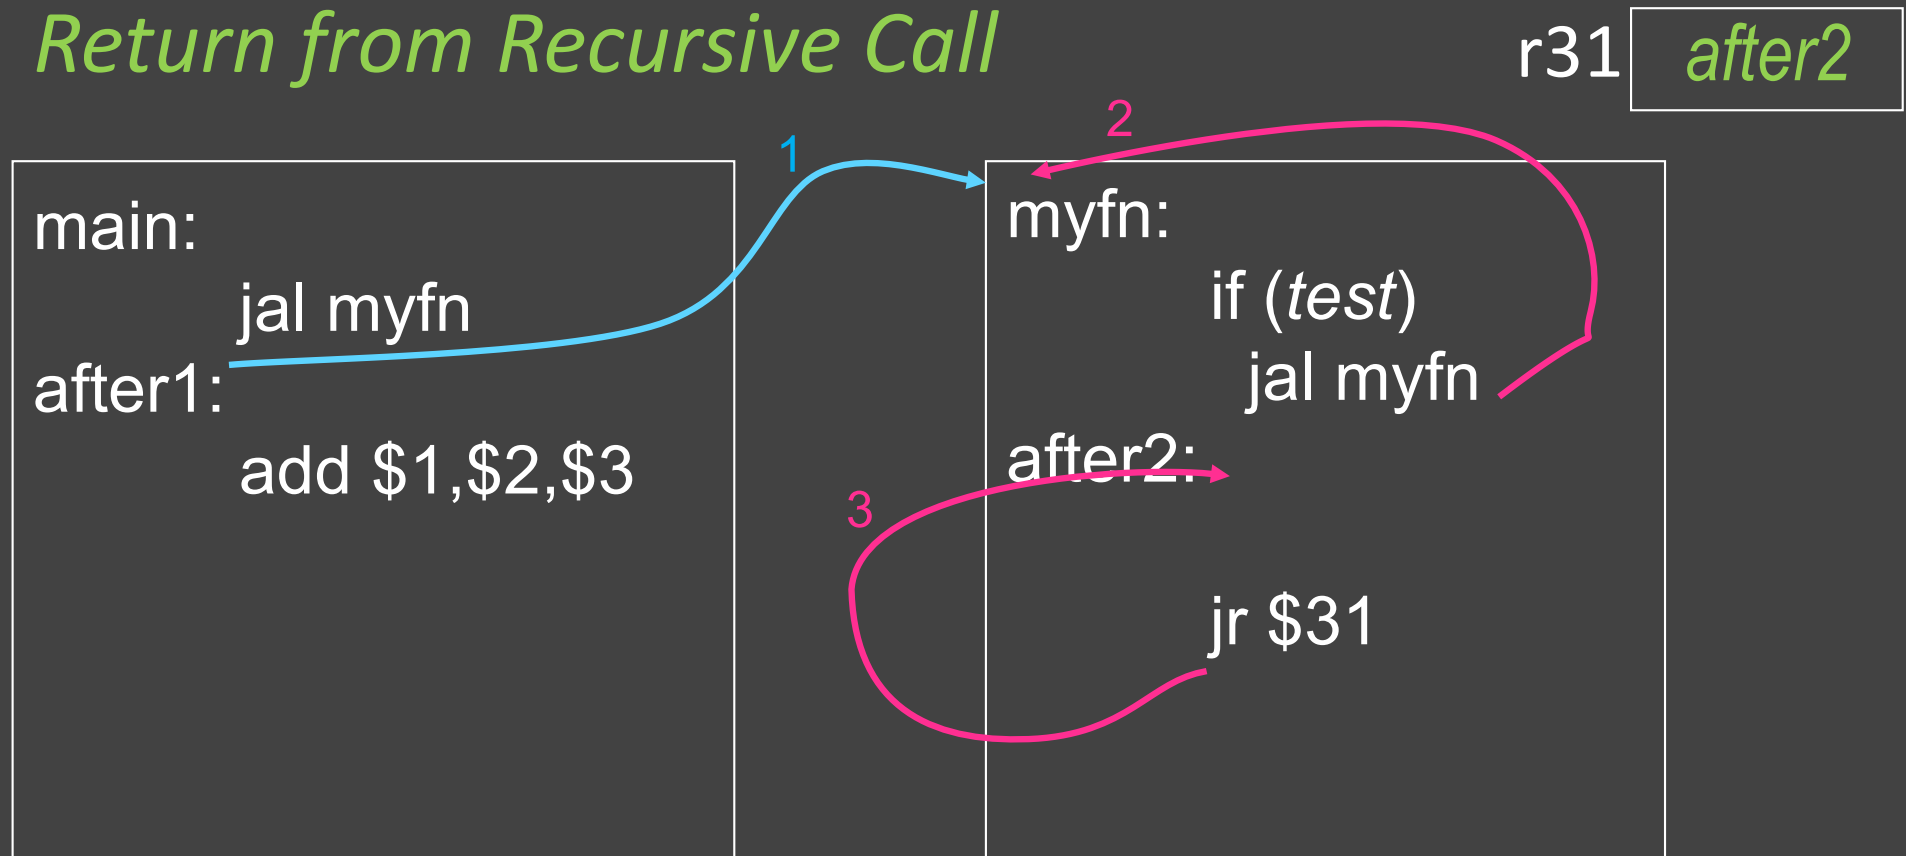 Return from Recursive Call
r31 after2
1
2
main:
jal myfn
after1:
add $1,$2,$3
myfn:
if (test)
jal myfn
after2:
3
jr $31